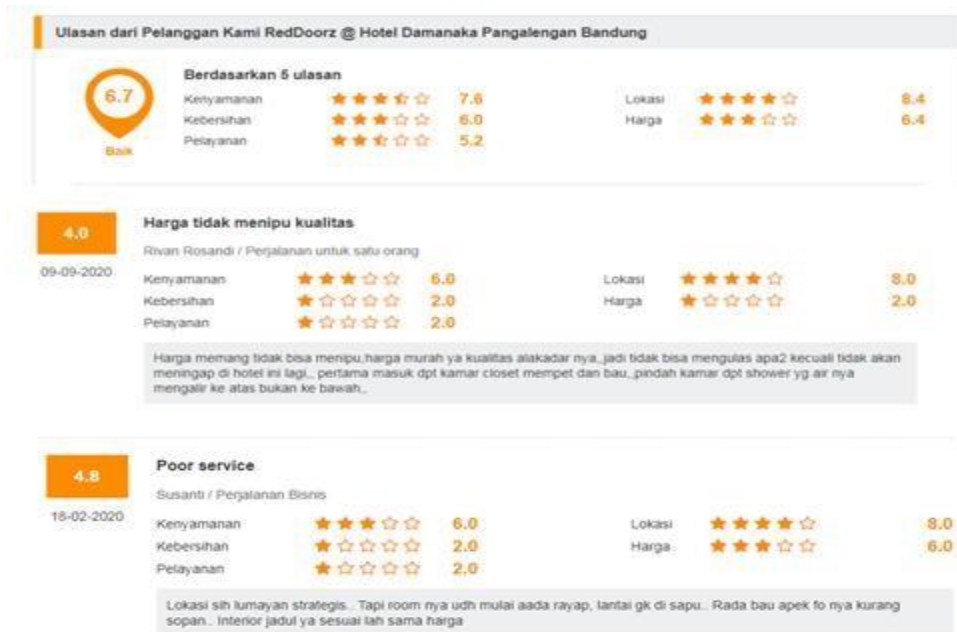 Ulasan dari Pelanggan Kami RedDoorz @ Hotel Damanaka Pangalengan Bandung
6.7
Baik
Berdasarkan 5 ulasan
Kenyamanan 7.6 Lokasi 8.4
Kebersihan 6.0 Harga 6.4
Pelayanan 5.2
4.0
09-09-2020
Harga tidak menipu kualitas
Rivan Rosandi / Perjalanan untuk satu orang
Kenyamanan 6.0 Lokasi 8.0
Kebersihan 2.0 Harga 2.0
Pelayanan 2.0
Harga memang tidak bisa menipu,harga murah ya kualitas alakadar nya,,jadi tidak bisa mengulas apa2 kecuali tidak akan
meningap di hotel ini lagi,,, pertama masuk dpt kamar closet mempet dan bau,,pindah kamar dpt shower yg air nya
mengalir ke atas bukan ke bawah,,
4.8
18-02-2020
Poor service
Susanti / Perjalanan Bisnis
Kenyamanan 6.0 Lokasi 8.0
Kebersihan 2.0 Harga 6.0
Pelayanan 2.0
Lokasi sih lumayan strategis.. Tapi room nya udh mulai aada rayap, lantai gk di sapu.. Rada bau apek fo nya kurang
sopan.. Interior jadul ya sesuai lah sama harga